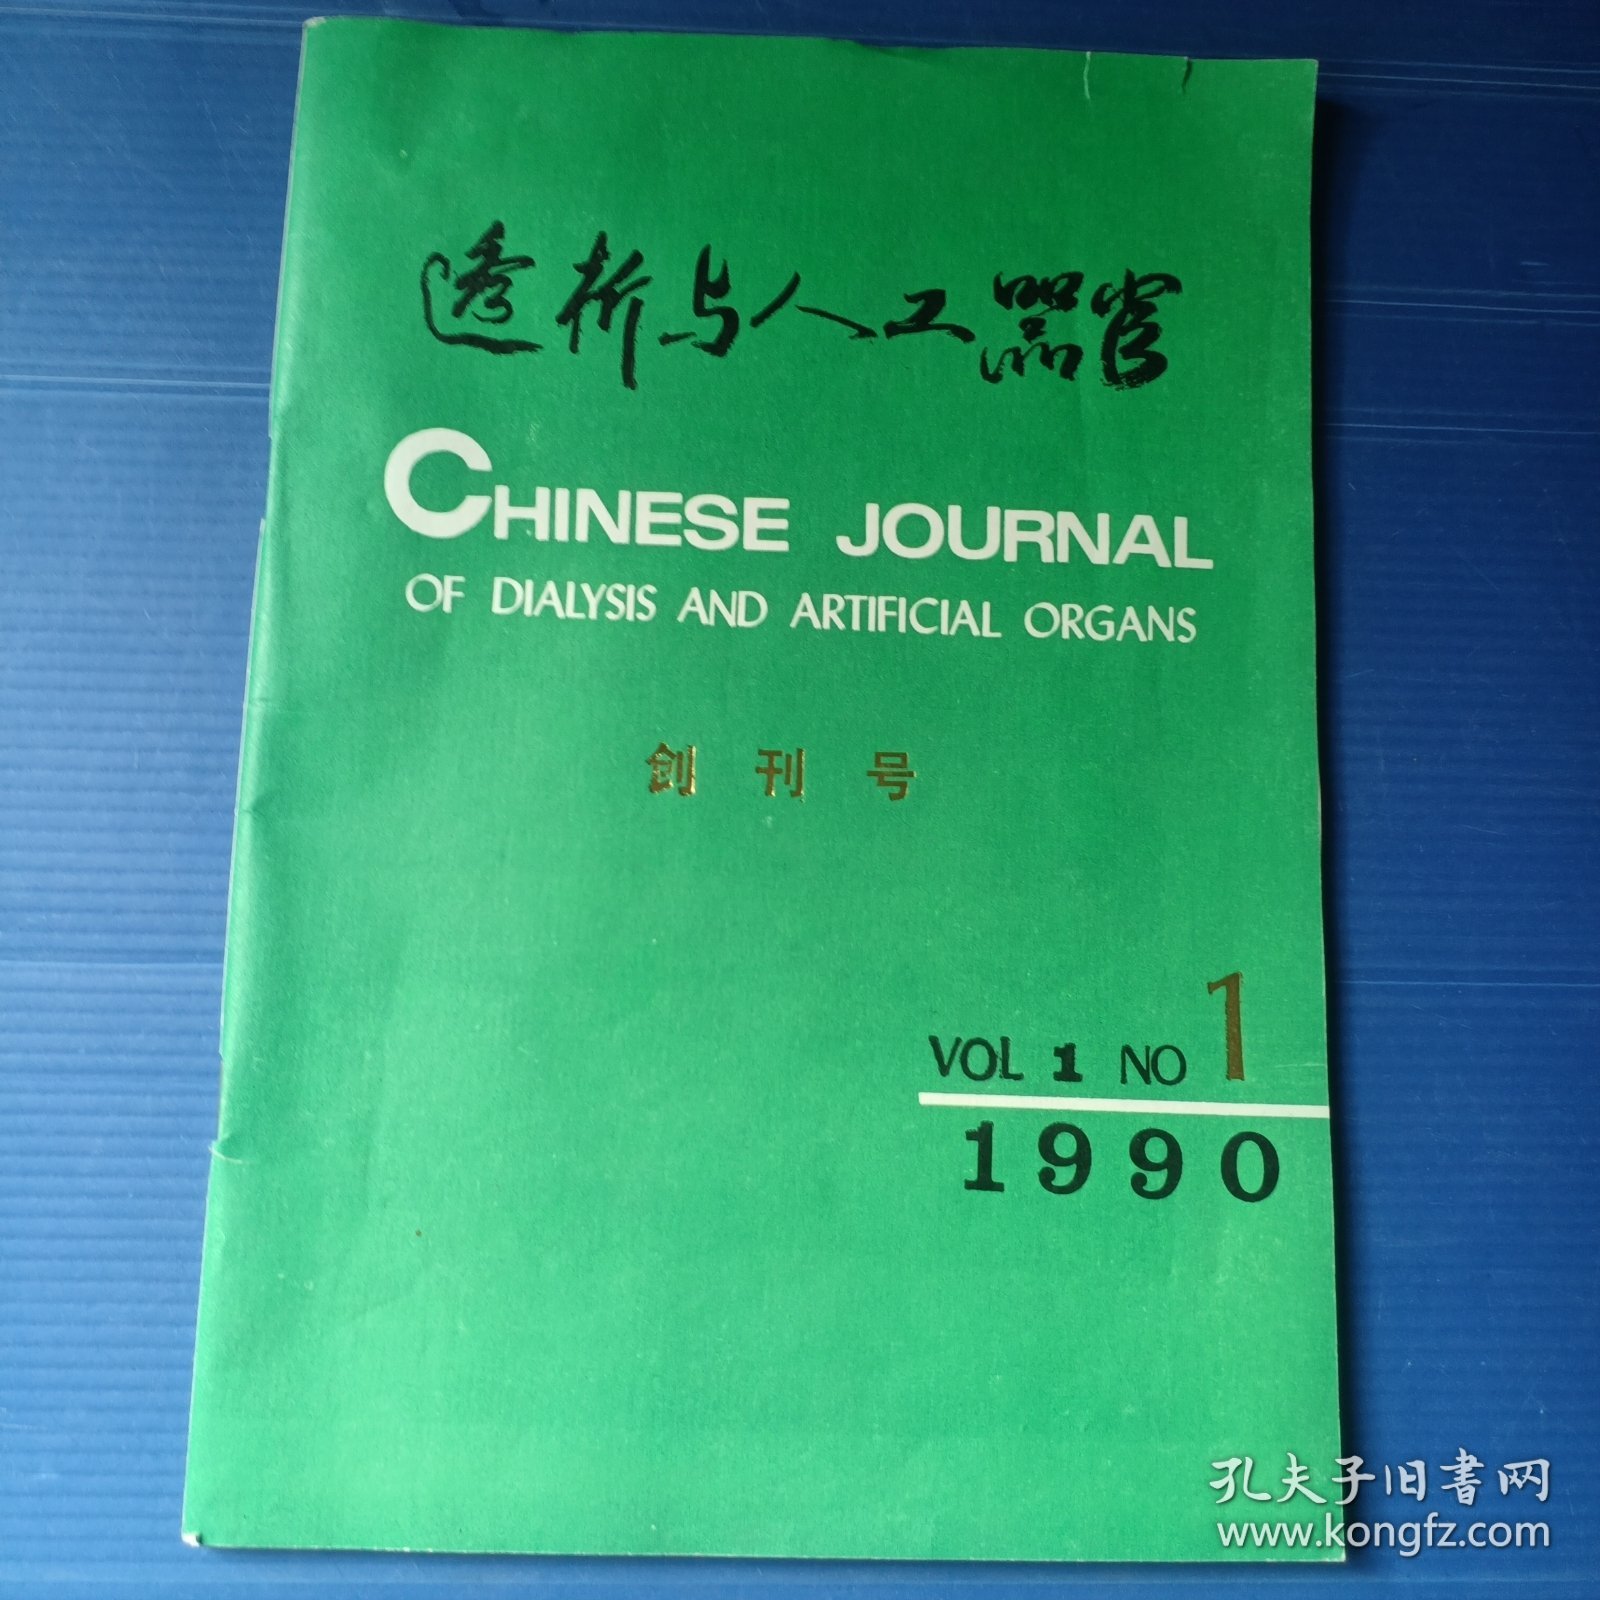 透析与人工器官
CHINESE JOURNAL
OF DIALYSIS AND ARTIFICIAL ORGANS
创刊号
VOL 1 NO 1
1990
孔夫子旧书网
www.kongfz.com